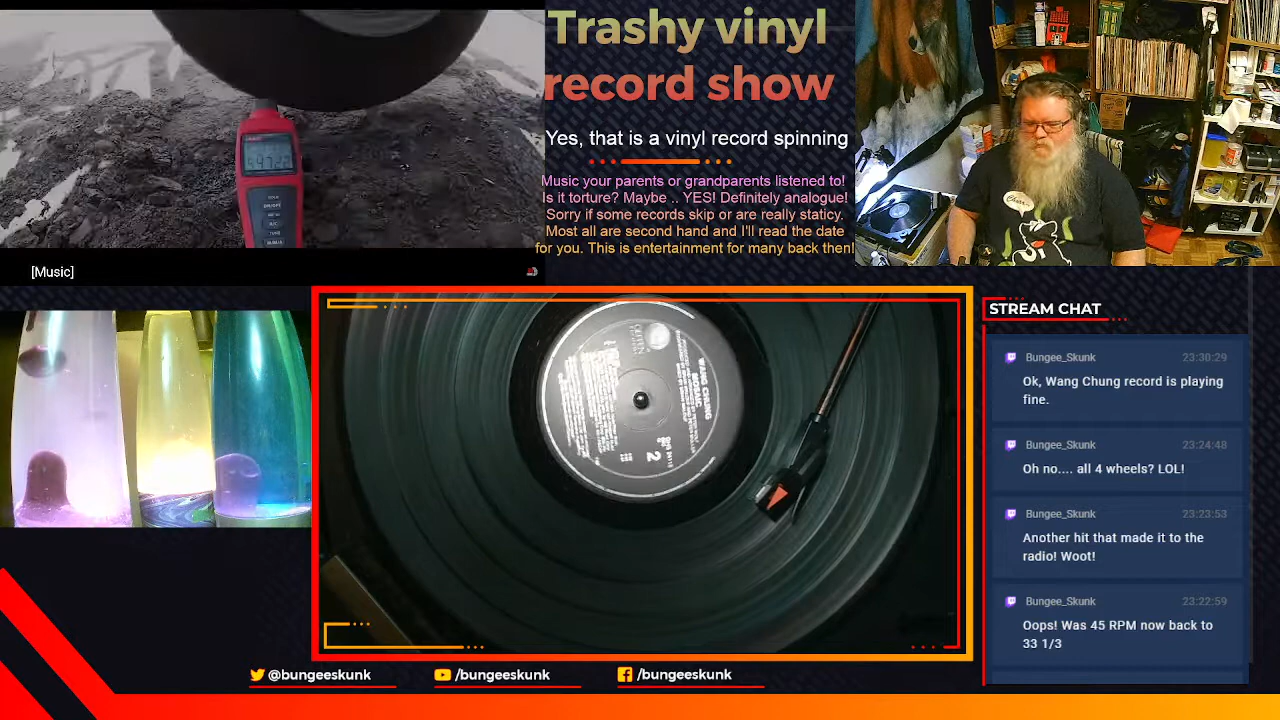 Trashy vinyl
record show
Yes, that is a vinyl record spinning
Music your parents or grandparents listened to!
Is it torture? Maybe .. YES! Definitely analogue!
Sorry if some records skip or are really staticy.
Most all are second hand and I'll read the date
for you. This is entertainment for many back then!
[Music]
WANG CHUNG
MOSAIC
2
STREAM CHAT
Bungee_Skunk 23:30:29
Ok, Wang Chung record is playing
fine.
Bungee_Skunk 23:24:48
Oh no.... all 4 wheels? LOL!
Bungee_Skunk 23:23:53
Another hit that made it to the
radio! Woot!
Bungee_Skunk 23:22:59
Oops! Was 45 RPM now back to
33 1/3
@bungeeskunk
/bungeeskunk
/bungeeskunk